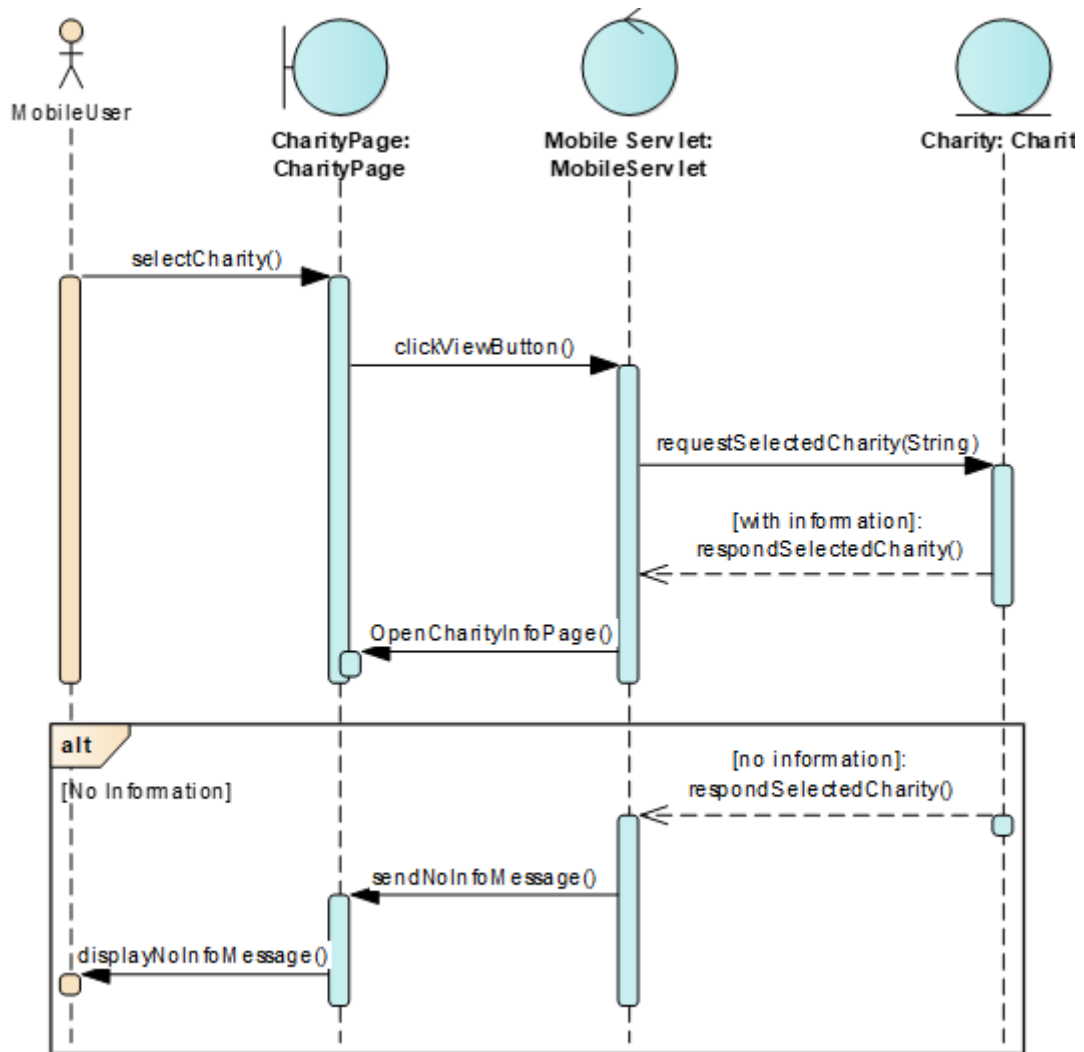 MobileUser
CharityPage:
CharityPage
Mobile Servlet:
MobileServlet
Charity: Charit
selectCharity()
clickViewButton()
requestSelectedCharity(String)
[with information]:
respondSelectedCharity()
OpenCharityInfoPage()
alt
[No Information]
[no information]:
respondSelectedCharity()
sendNoInfoMessage()
displayNoInfoMessage()